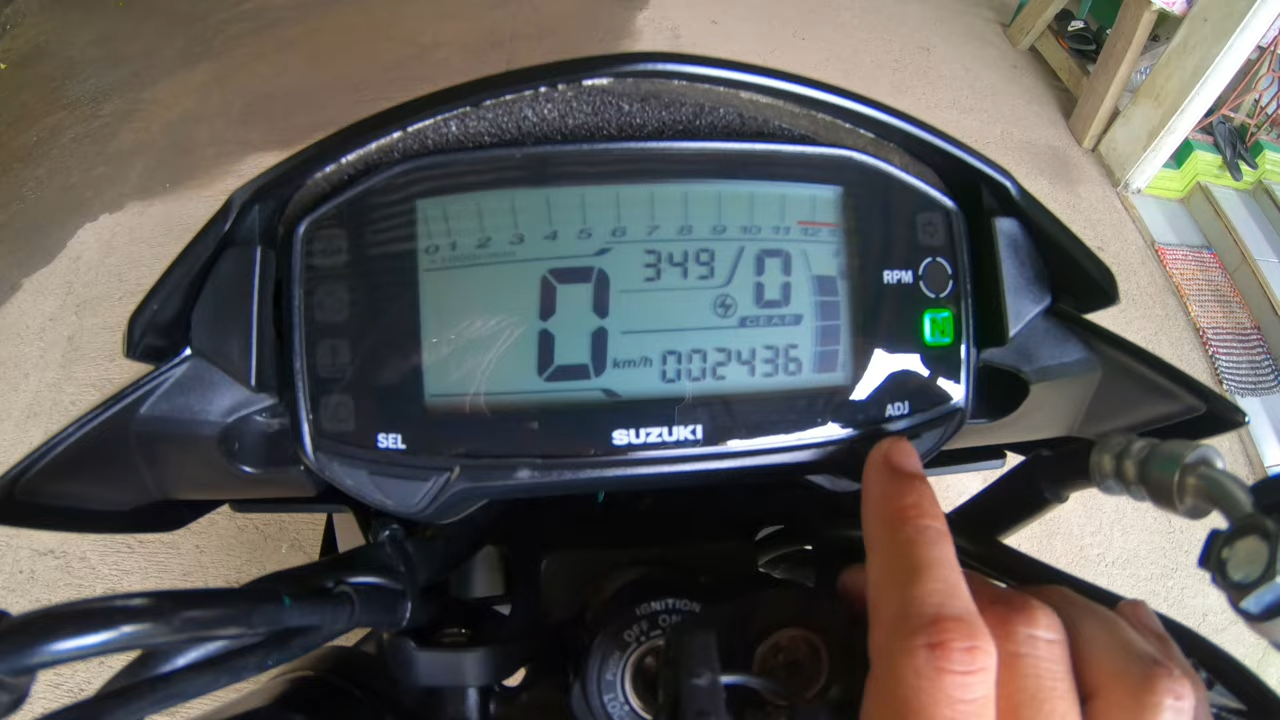 0 1 2 3 4 5 6 7 8 9 10 11 12
349/0
RPM
N
GEAR
0 km/h 002436
ADJ
SEL
SUZUKI
IGNITION
OFF ON